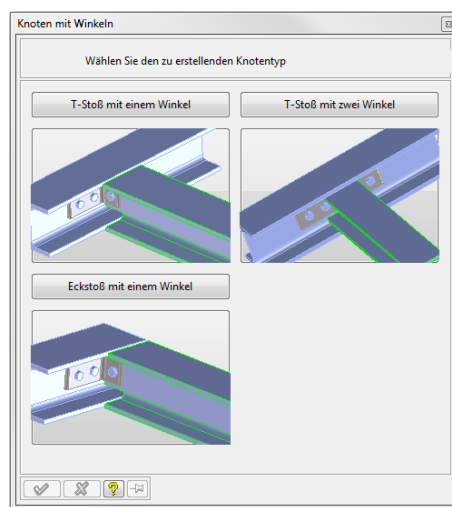 Knoten mit Winkeln
Wählen Sie den zu erstellenden Knotentyp
T-Stoß mit einem Winkel
T-Stoß mit zwei Winkel
Eckstoß mit einem Winkel